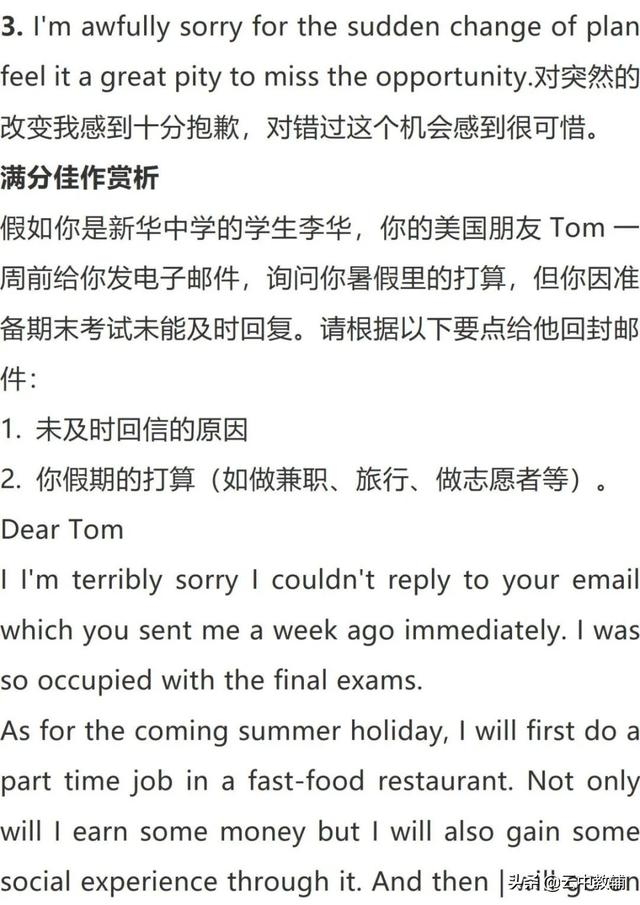 3. I'm awfully sorry for the sudden change of plan
feel it a great pity to miss the opportunity.对突然的
改变我感到十分抱歉，对错过这个机会感到很可惜。
满分佳作赏析
假如你是新华中学的学生李华，你的美国朋友 Tom 一
周前给你发电子邮件，询问你暑假里的打算，但你因准
备期末考试未能及时回复。请根据以下要点给他回封邮
件：
1. 未及时回信的原因
2. 你假期的打算（如做兼职、旅行、做志愿者等）。
Dear Tom
I I'm terribly sorry I couldn't reply to your email
which you sent me a week ago immediately. I was
so occupied with the final exams.
As for the coming summer holiday, I will first do a
part time job in a fast-food restaurant. Not only
will I earn some money but I will also gain some
social experience through it. And then
头条 @云中教辅